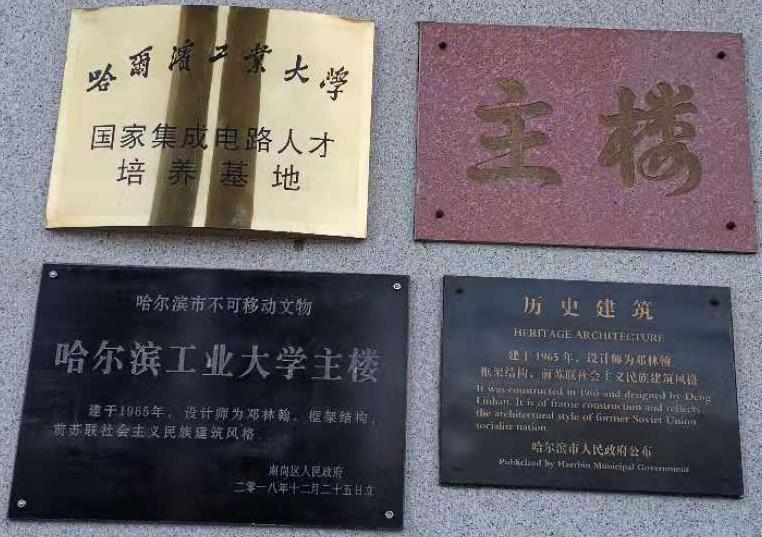 哈爾濱工業大學
国家集成电路人才
培养基地
主楼
哈尔滨市不可移动文物
哈尔滨工业大学主楼
建于1965年，设计师为邓林翰。框架结构，
前苏联社会主义民族建筑风格
南岗区人民政府
二零一八年十二月二十五日立
历史建筑
HERITAGE ARCHITECTURE
建于1965年，设计师为邓林翰
框架结构，前苏联社会主义民族建筑风格
It was constructed in 1965 and designed by Deng
Linhan. It is of frame construction and reflects
the architectural style of former Soviet Union
socialist nation.
哈尔滨市人民政府公布
Publicized by Haerbin Municipal Government